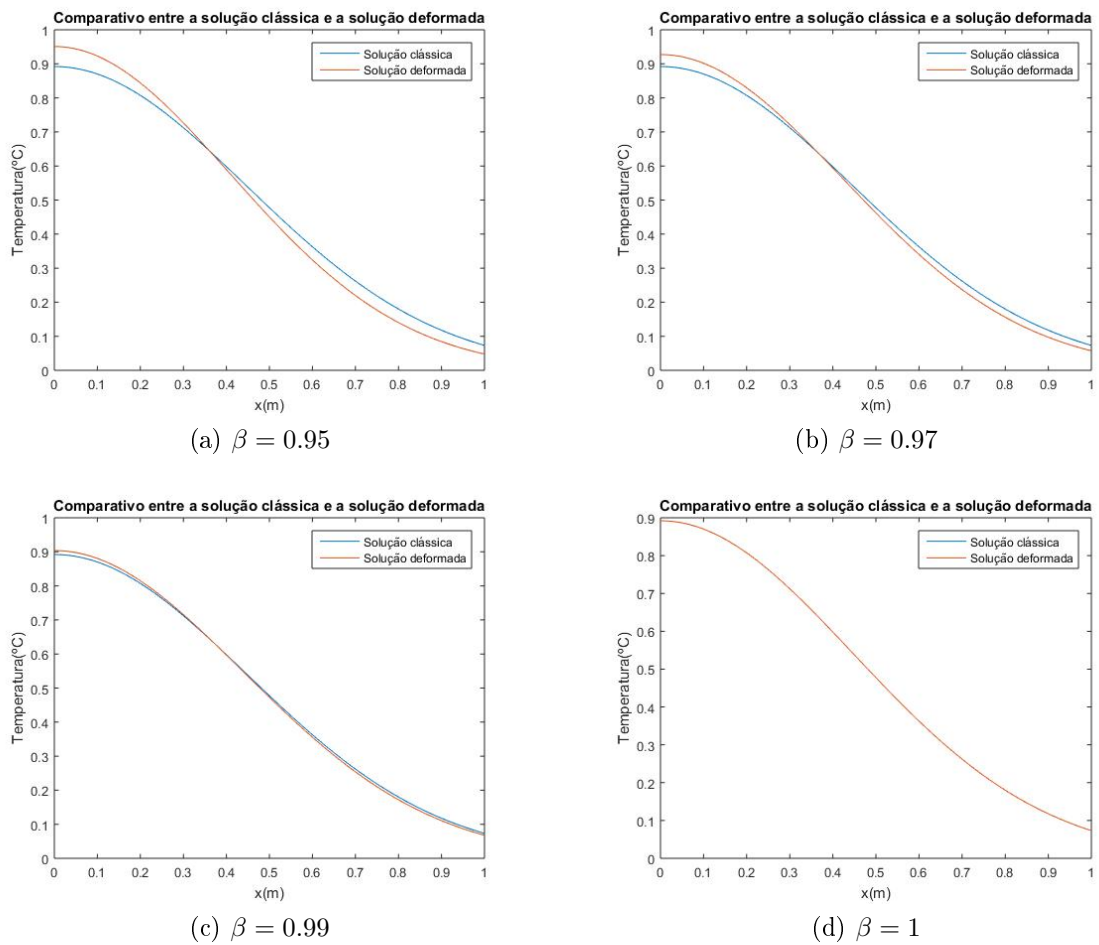 Comparativo entre a solução clássica e a solução deformada
1
0.9
0.8
0.7
0.6
0.5
0.4
0.3
0.2
0.1
0
Temperatura(ºC)
Solução clássica
Solução deformada
0 0.1 0.2 0.3 0.4 0.5 0.6 0.7 0.8 0.9 1
x(m)
(a) β = 0.95
Comparativo entre a solução clássica e a solução deformada
1
0.9
0.8
0.7
0.6
0.5
0.4
0.3
0.2
0.1
0
Temperatura(ºC)
Solução clássica
Solução deformada
0 0.1 0.2 0.3 0.4 0.5 0.6 0.7 0.8 0.9 1
x(m)
(b) β = 0.97
Comparativo entre a solução clássica e a solução deformada
1
0.9
0.8
0.7
0.6
0.5
0.4
0.3
0.2
0.1
0
Temperatura(ºC)
Solução clássica
Solução deformada
0 0.1 0.2 0.3 0.4 0.5 0.6 0.7 0.8 0.9 1
x(m)
(c) β = 0.99
Comparativo entre a solução clássica e a solução deformada
0.9
0.8
0.7
0.6
0.5
0.4
0.3
0.2
0.1
0
Temperatura(ºC)
Solução clássica
Solução deformada
0 0.1 0.2 0.3 0.4 0.5 0.6 0.7 0.8 0.9 1
x(m)
(d) β = 1